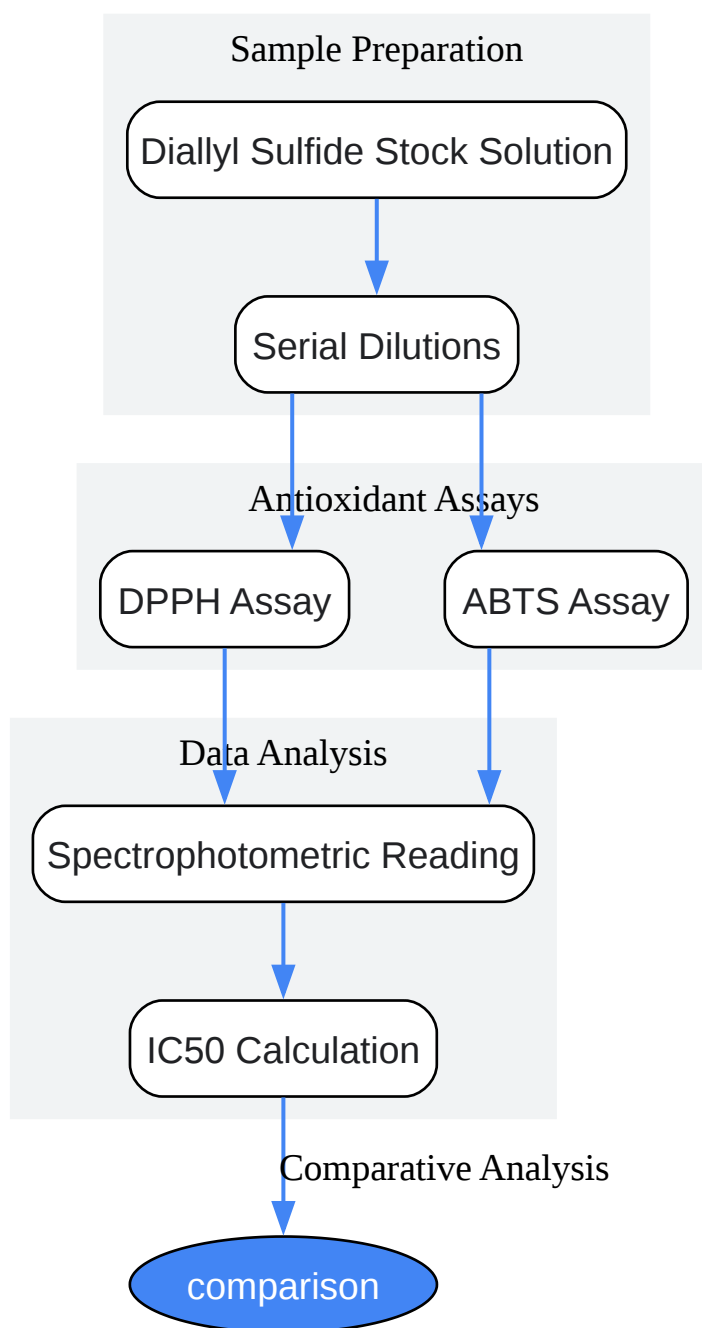 Sample Preparation
Diallyl Sulfide Stock Solution
Serial Dilutions
Antioxidant Assays
DPPH Assay
ABTS Assay
Data Analysis
Spectrophotometric Reading
IC50 Calculation
Comparative Analysis
comparison